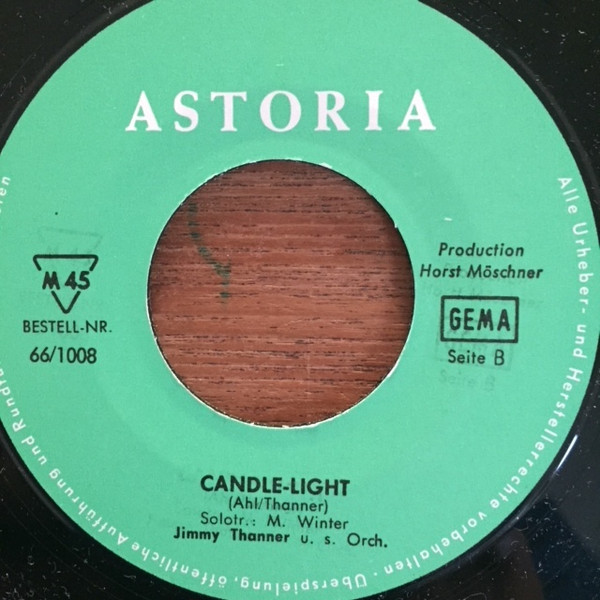 ASTORIA
M 45
BESTELL-NR.
66/1008
Production
Horst Möschner
GEMA
Seite B
CANDLE-LIGHT
(Ahl/Thanner)
Solotr.: M. Winter
Jimmy Thanner u. s. Orch.
Alle Urheber- und Herstellerrechte vorbehalten · Überspielung, öffentliche Aufführung und Rundfu